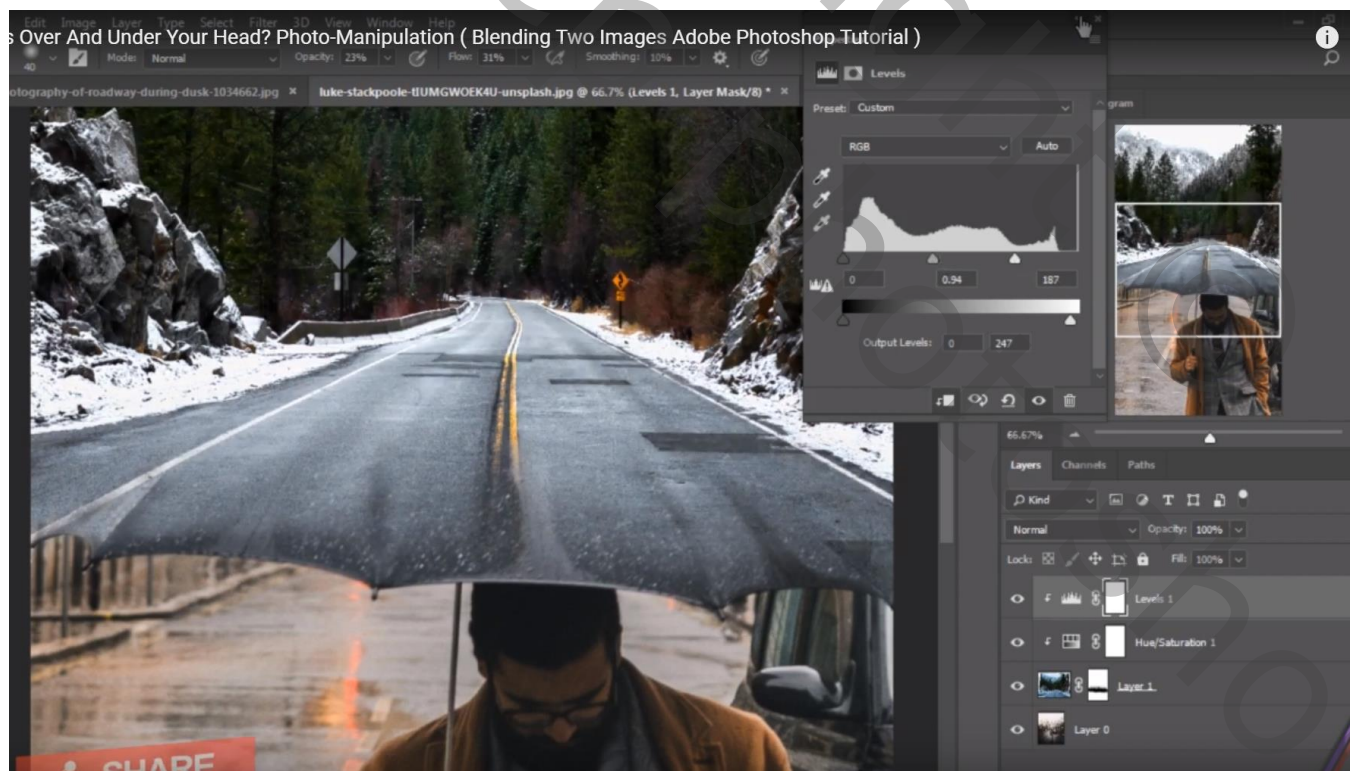 Edit Image Layer Type Select Filter 3D View Window Help
s Over And Under Your Head? Photo-Manipulation ( Blending Two Images Adobe Photoshop Tutorial )
40 Mode: Normal Opacity: 23% Flow: 31% Smoothing: 10%
otography-of-roadway-during-dusk-1034662.jpg × luke-stackpoole-tIUMGWOEK4U-unsplash.jpg @ 66.7% (Levels 1, Layer Mask/8) * ×
Levels
Preset: Custom
gram
RGB Auto
0 0.94 187
Output Levels: 0 247
66.67%
Layers Channels Paths
Kind
Normal Opacity: 100%
Lock: Fill: 100%
Levels 1
Hue/Saturation 1
Layer 1
Layer 0
SHARE